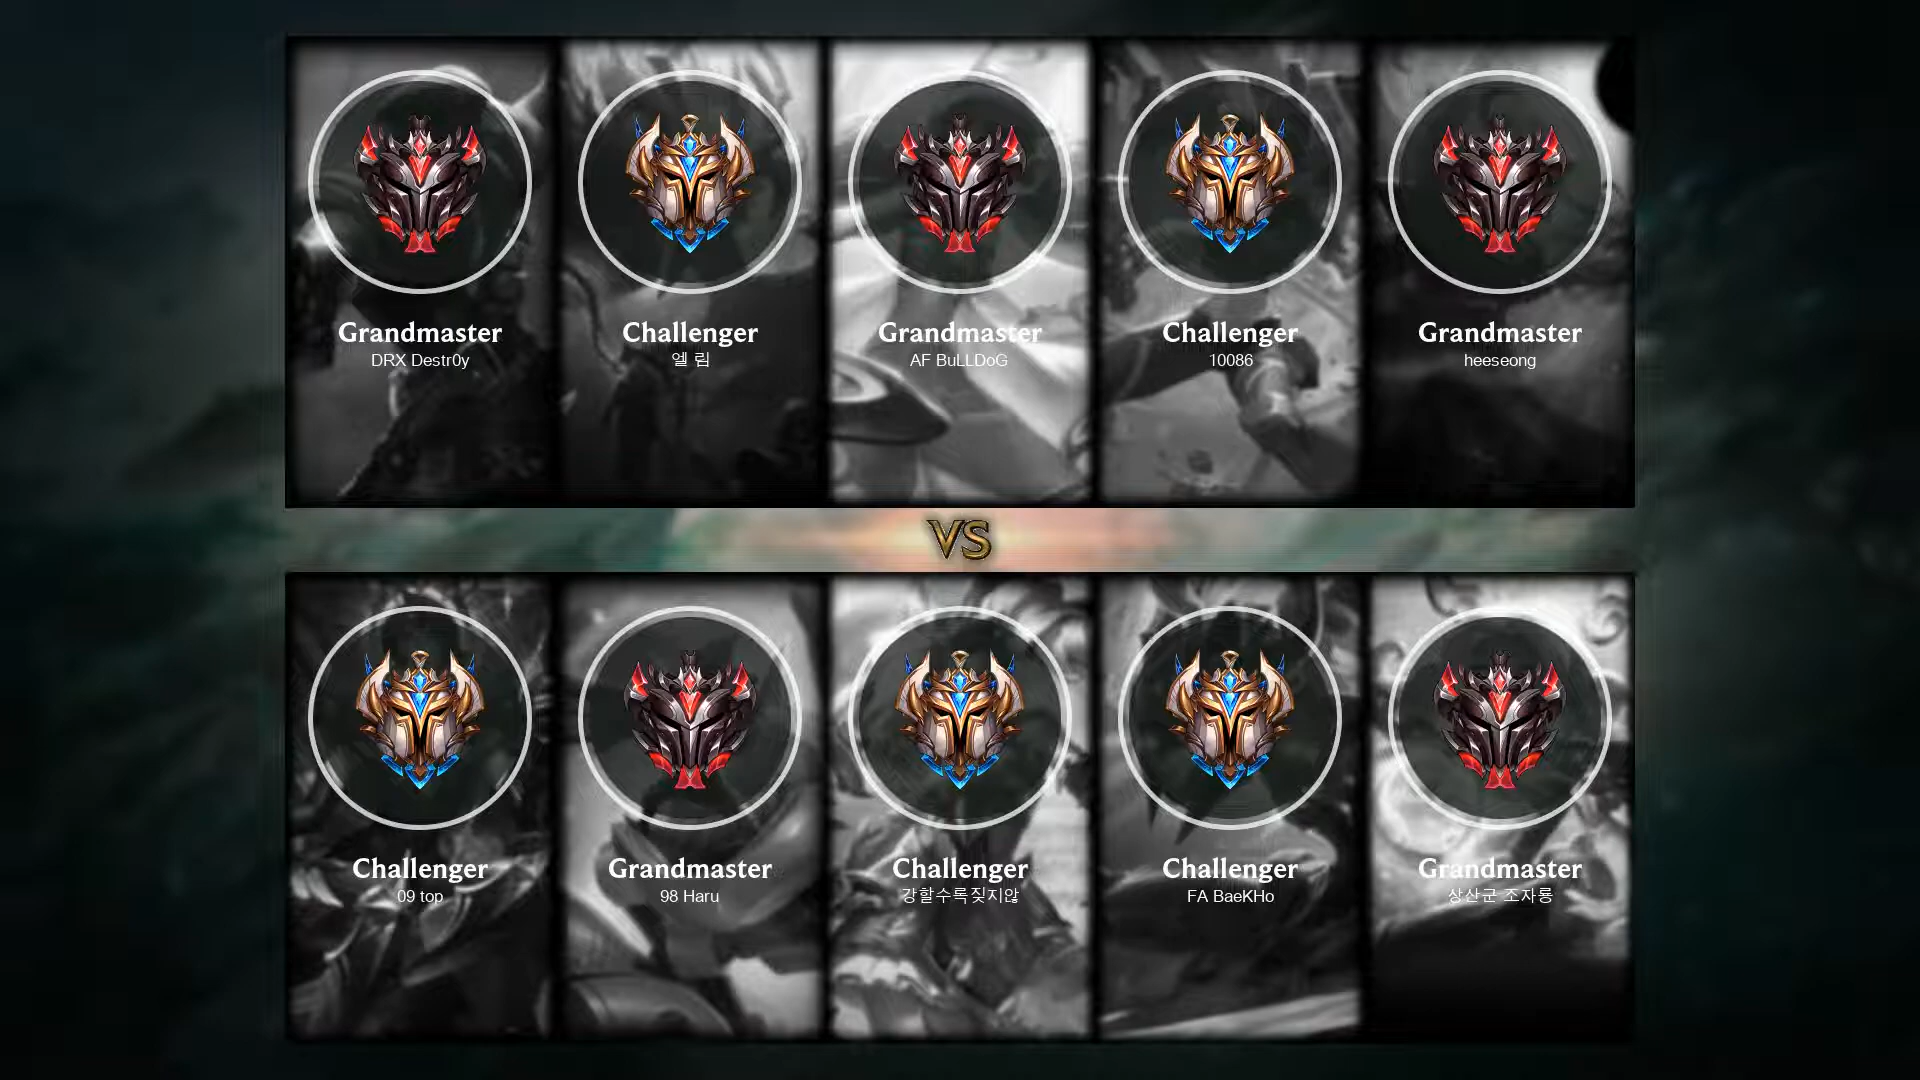 Grandmaster
DRX Destr0y
Challenger
엘 림
Grandmaster
AF BuLLDoG
Challenger
10086
Grandmaster
heeseong
VS
Challenger
09 top
Grandmaster
98 Haru
Challenger
강할수록짖지않
Challenger
FA BaeKHo
Grandmaster
상산군 조자룡